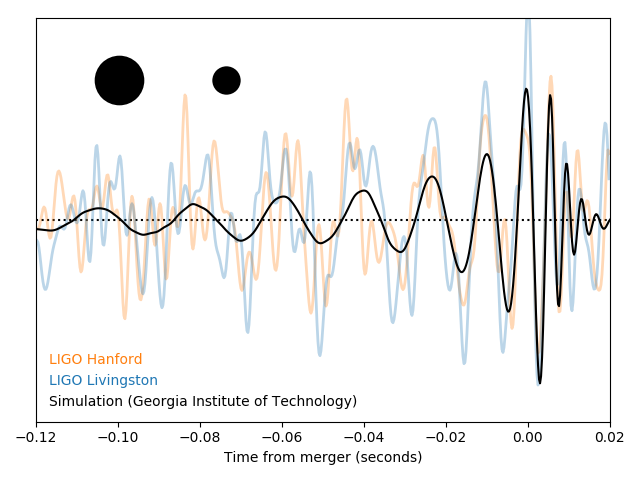 LIGO Hanford
LIGO Livingston
Simulation (Georgia Institute of Technology)
−0.12 −0.10 −0.08 −0.06 −0.04 −0.02 0.00 0.02
Time from merger (seconds)